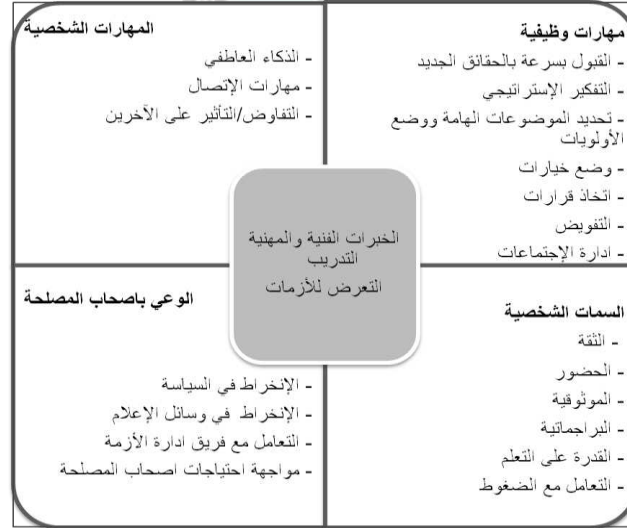 مهارات وظيفية
- القبول بسرعة بالحقائق الجديد
- التفكير الإستراتيجي
- تحديد الموضوعات الهامة ووضع
الأولويات
- وضع خيارات
- اتخاذ قرارات
- التفويض
- ادارة الإجتماعات
المهارات الشخصية
- الذكاء العاطفي
- مهارات الإتصال
- التفاوض/التأثير على الآخرين
الخبرات الفنية والمهنية
التدريب
التعرض للأزمات
السمات الشخصية
- الثقة
- الحضور
- الموثوقية
- البراجماتية
- القدرة على التعلم
- التعامل مع الضغوط
الوعي باصحاب المصلحة
- الإنخراط في السياسة
- الإنخراط في وسائل الإعلام
- التعامل مع فريق ادارة الأزمة
- مواجهة احتياجات اصحاب المصلحة